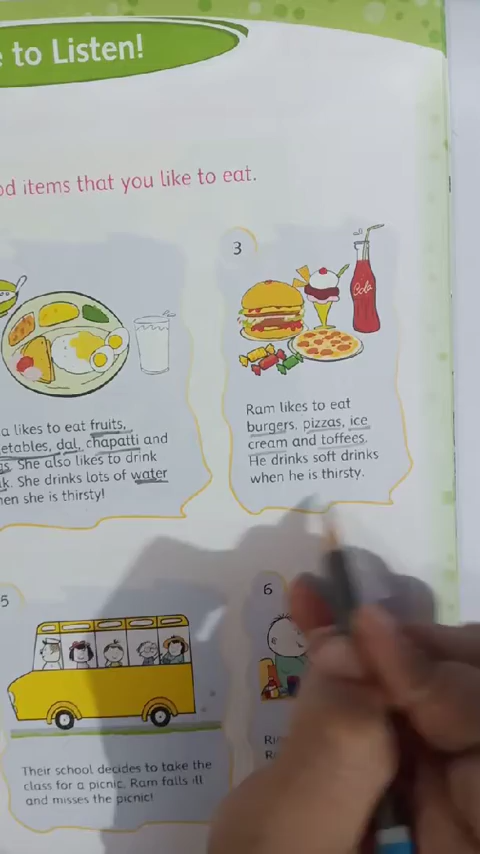 to Listen!
items that you like to eat.
3
Cola
likes to eat fruits,
dal, chapatti and
She also likes to drink
She drinks lots of water
she is thirsty!
Ram likes to eat
burgers, pizzas, ice
cream and toffees.
He drinks soft drinks
when he is thirsty.
5
6
Their school decides to take the
class for a picnic. Ram falls ill
and misses the picnic!